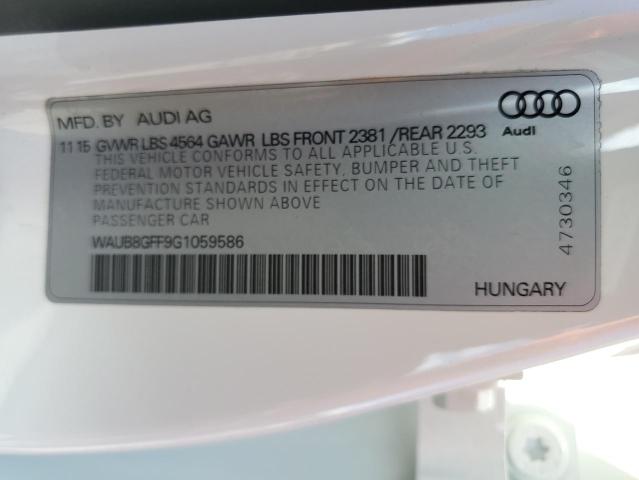 MFD. BY AUDI AG
11 15 GVWR LBS 4564 GAWR LBS FRONT 2381 / REAR 2293
THIS VEHICLE CONFORMS TO ALL APPLICABLE U.S.
FEDERAL MOTOR VEHICLE SAFETY, BUMPER AND THEFT
PREVENTION STANDARDS IN EFFECT ON THE DATE OF
MANUFACTURE SHOWN ABOVE
PASSENGER CAR
WAUB8GFF9G1059586
HUNGARY
Audi
4730346